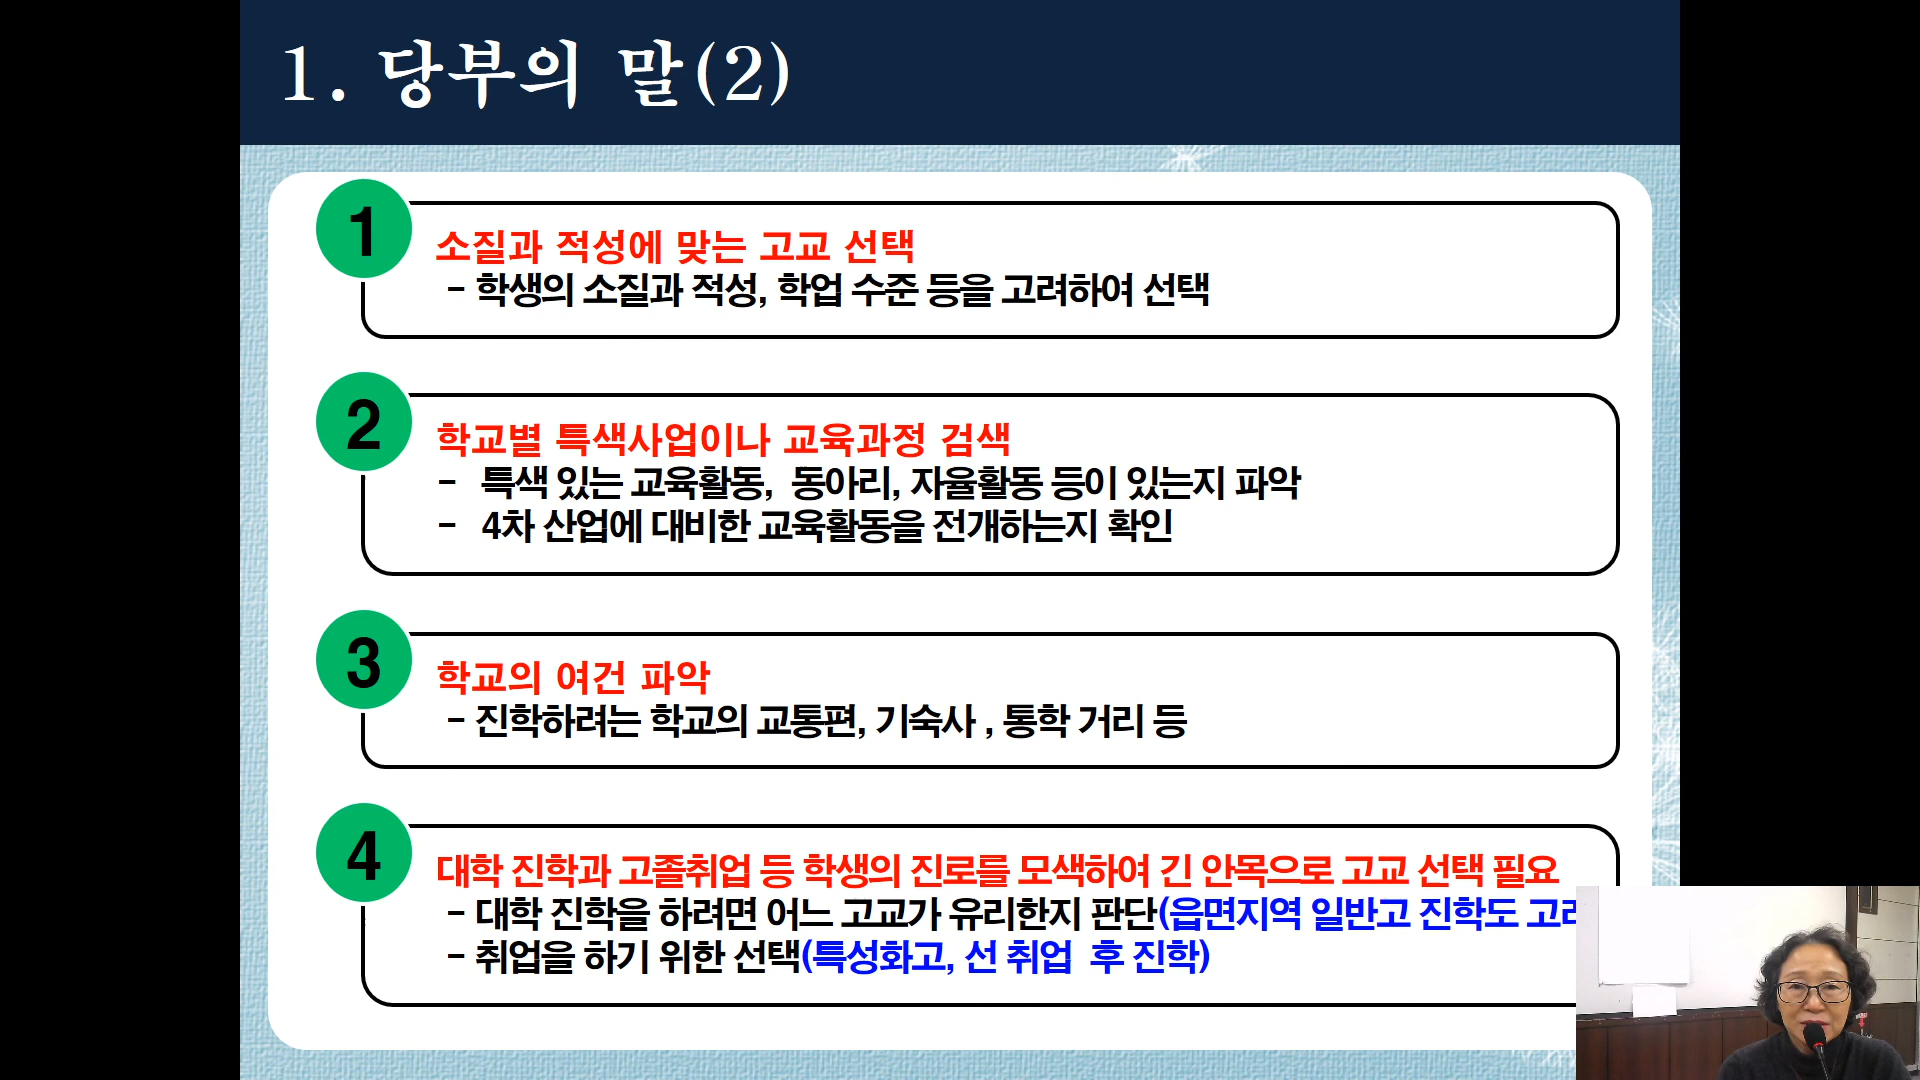 1. 당부의 말(2)
1
소질과 적성에 맞는 고교 선택
- 학생의 소질과 적성, 학업 수준 등을 고려하여 선택
2
학교별 특색사업이나 교육과정 검색
- 특색 있는 교육활동, 동아리, 자율활동 등이 있는지 파악
- 4차 산업에 대비한 교육활동을 전개하는지 확인
3
학교의 여건 파악
- 진학하려는 학교의 교통편, 기숙사 , 통학 거리 등
4
대학 진학과 고졸취업 등 학생의 진로를 모색하여 긴 안목으로 고교 선택 필요
- 대학 진학을 하려면 어느 고교가 유리한지 판단(읍면지역 일반고 진학도
- 취업을 하기 위한 선택(특성화고, 선 취업 후 진학)